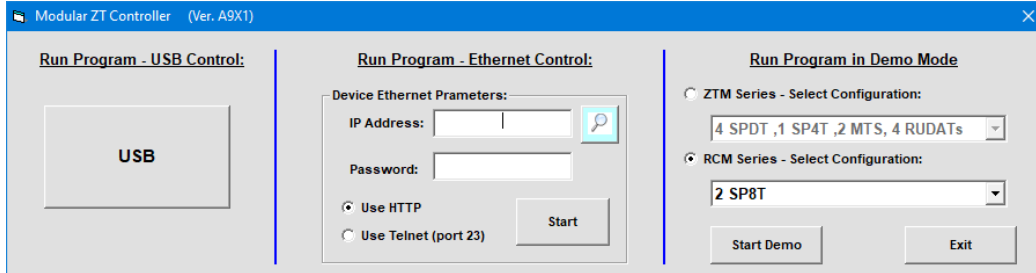 Modular ZT Controller (Ver. A9X1)
Run Program - USB Control:
USB
Run Program - Ethernet Control:
Device Ethernet Prameters:
IP Address:
Password:
Use HTTP
Use Telnet (port 23)
Start
Run Program in Demo Mode
ZTM Series - Select Configuration:
4 SPDT ,1 SP4T ,2 MTS, 4 RUDATs
RCM Series - Select Configuration:
2 SP8T
Start Demo
Exit